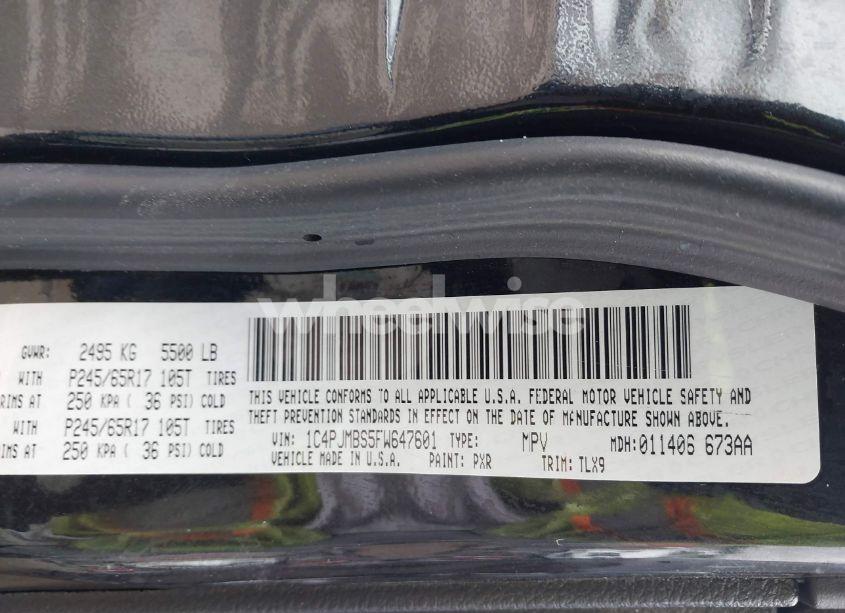 wheelwise
GVWR: 2495 KG 5500 LB
WITH P245/65R17 105T TIRES
RIMS AT 250 KPA ( 36 PSI) COLD
WITH P245/65R17 105T TIRES
RIMS AT 250 KPA ( 36 PSI) COLD
THIS VEHICLE CONFORMS TO ALL APPLICABLE U.S.A. FEDERAL MOTOR VEHICLE SAFETY AND
THEFT PREVENTION STANDARDS IN EFFECT ON THE DATE OF MANUFACTURE SHOWN ABOVE.
VIN: 1C4PJMBS5FW647601 TYPE: MPV MDH:011406 673AA
VEHICLE MADE IN U.S.A. PAINT: PXR TRIM: TLX9